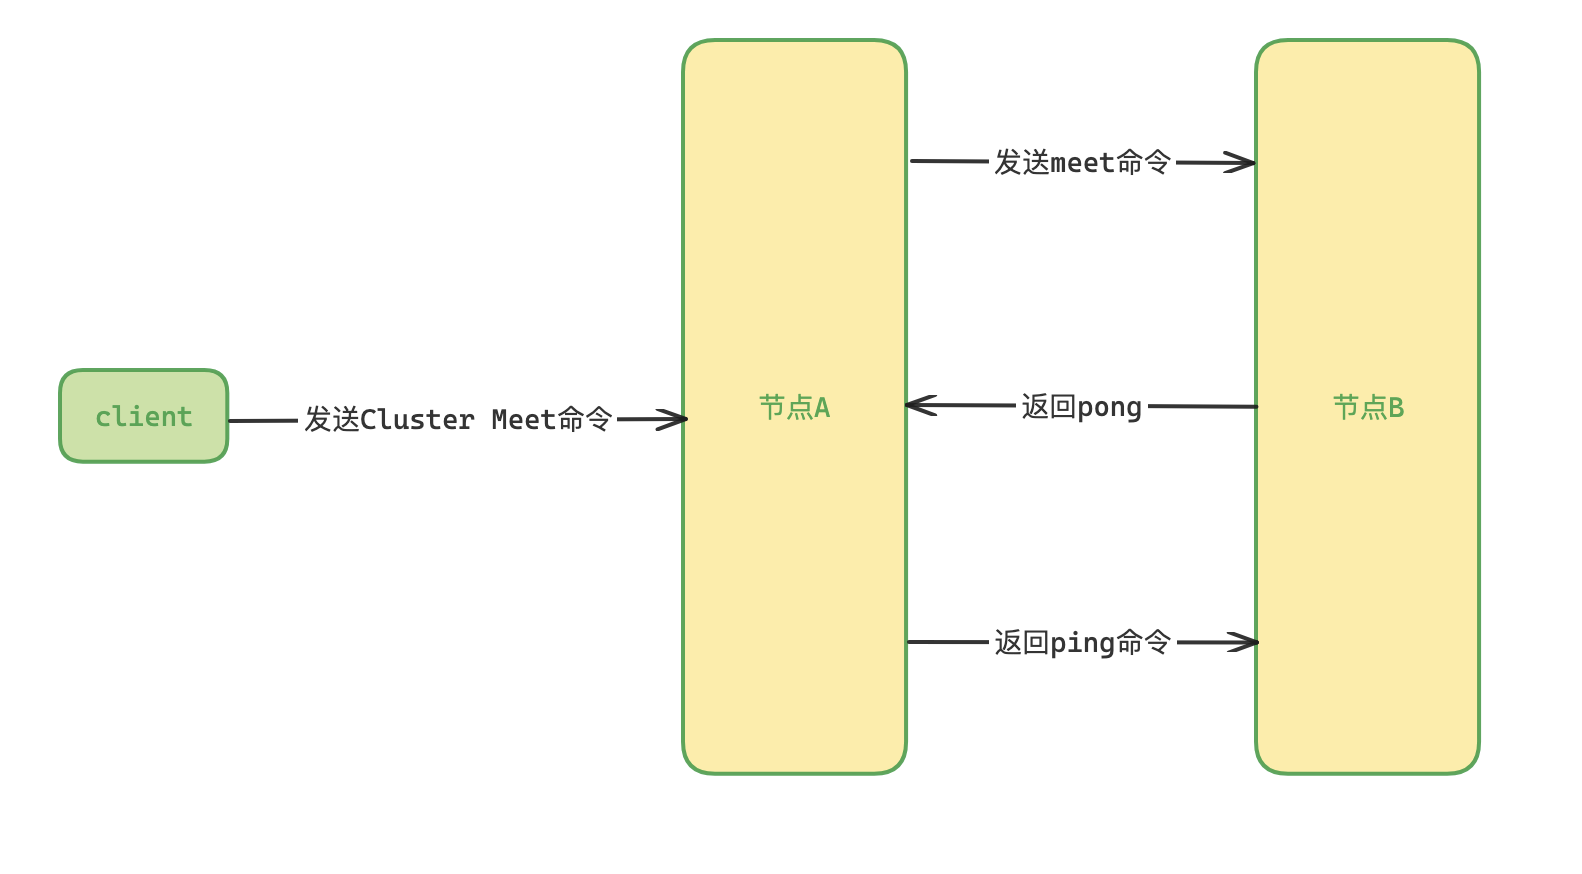 client
发送Cluster Meet命令
节点A
发送meet命令
返回pong
返回ping命令
节点B